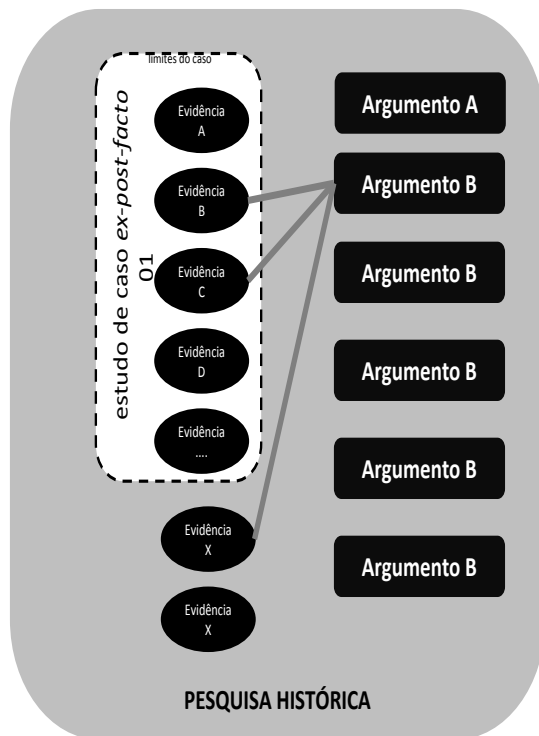 limites do caso
estudo de caso ex-post-facto
01
Evidência
A
Evidência
B
Evidência
C
Evidência
D
Evidência
....
Evidência
X
Evidência
X
Argumento A
Argumento B
Argumento B
Argumento B
Argumento B
Argumento B
PESQUISA HISTÓRICA